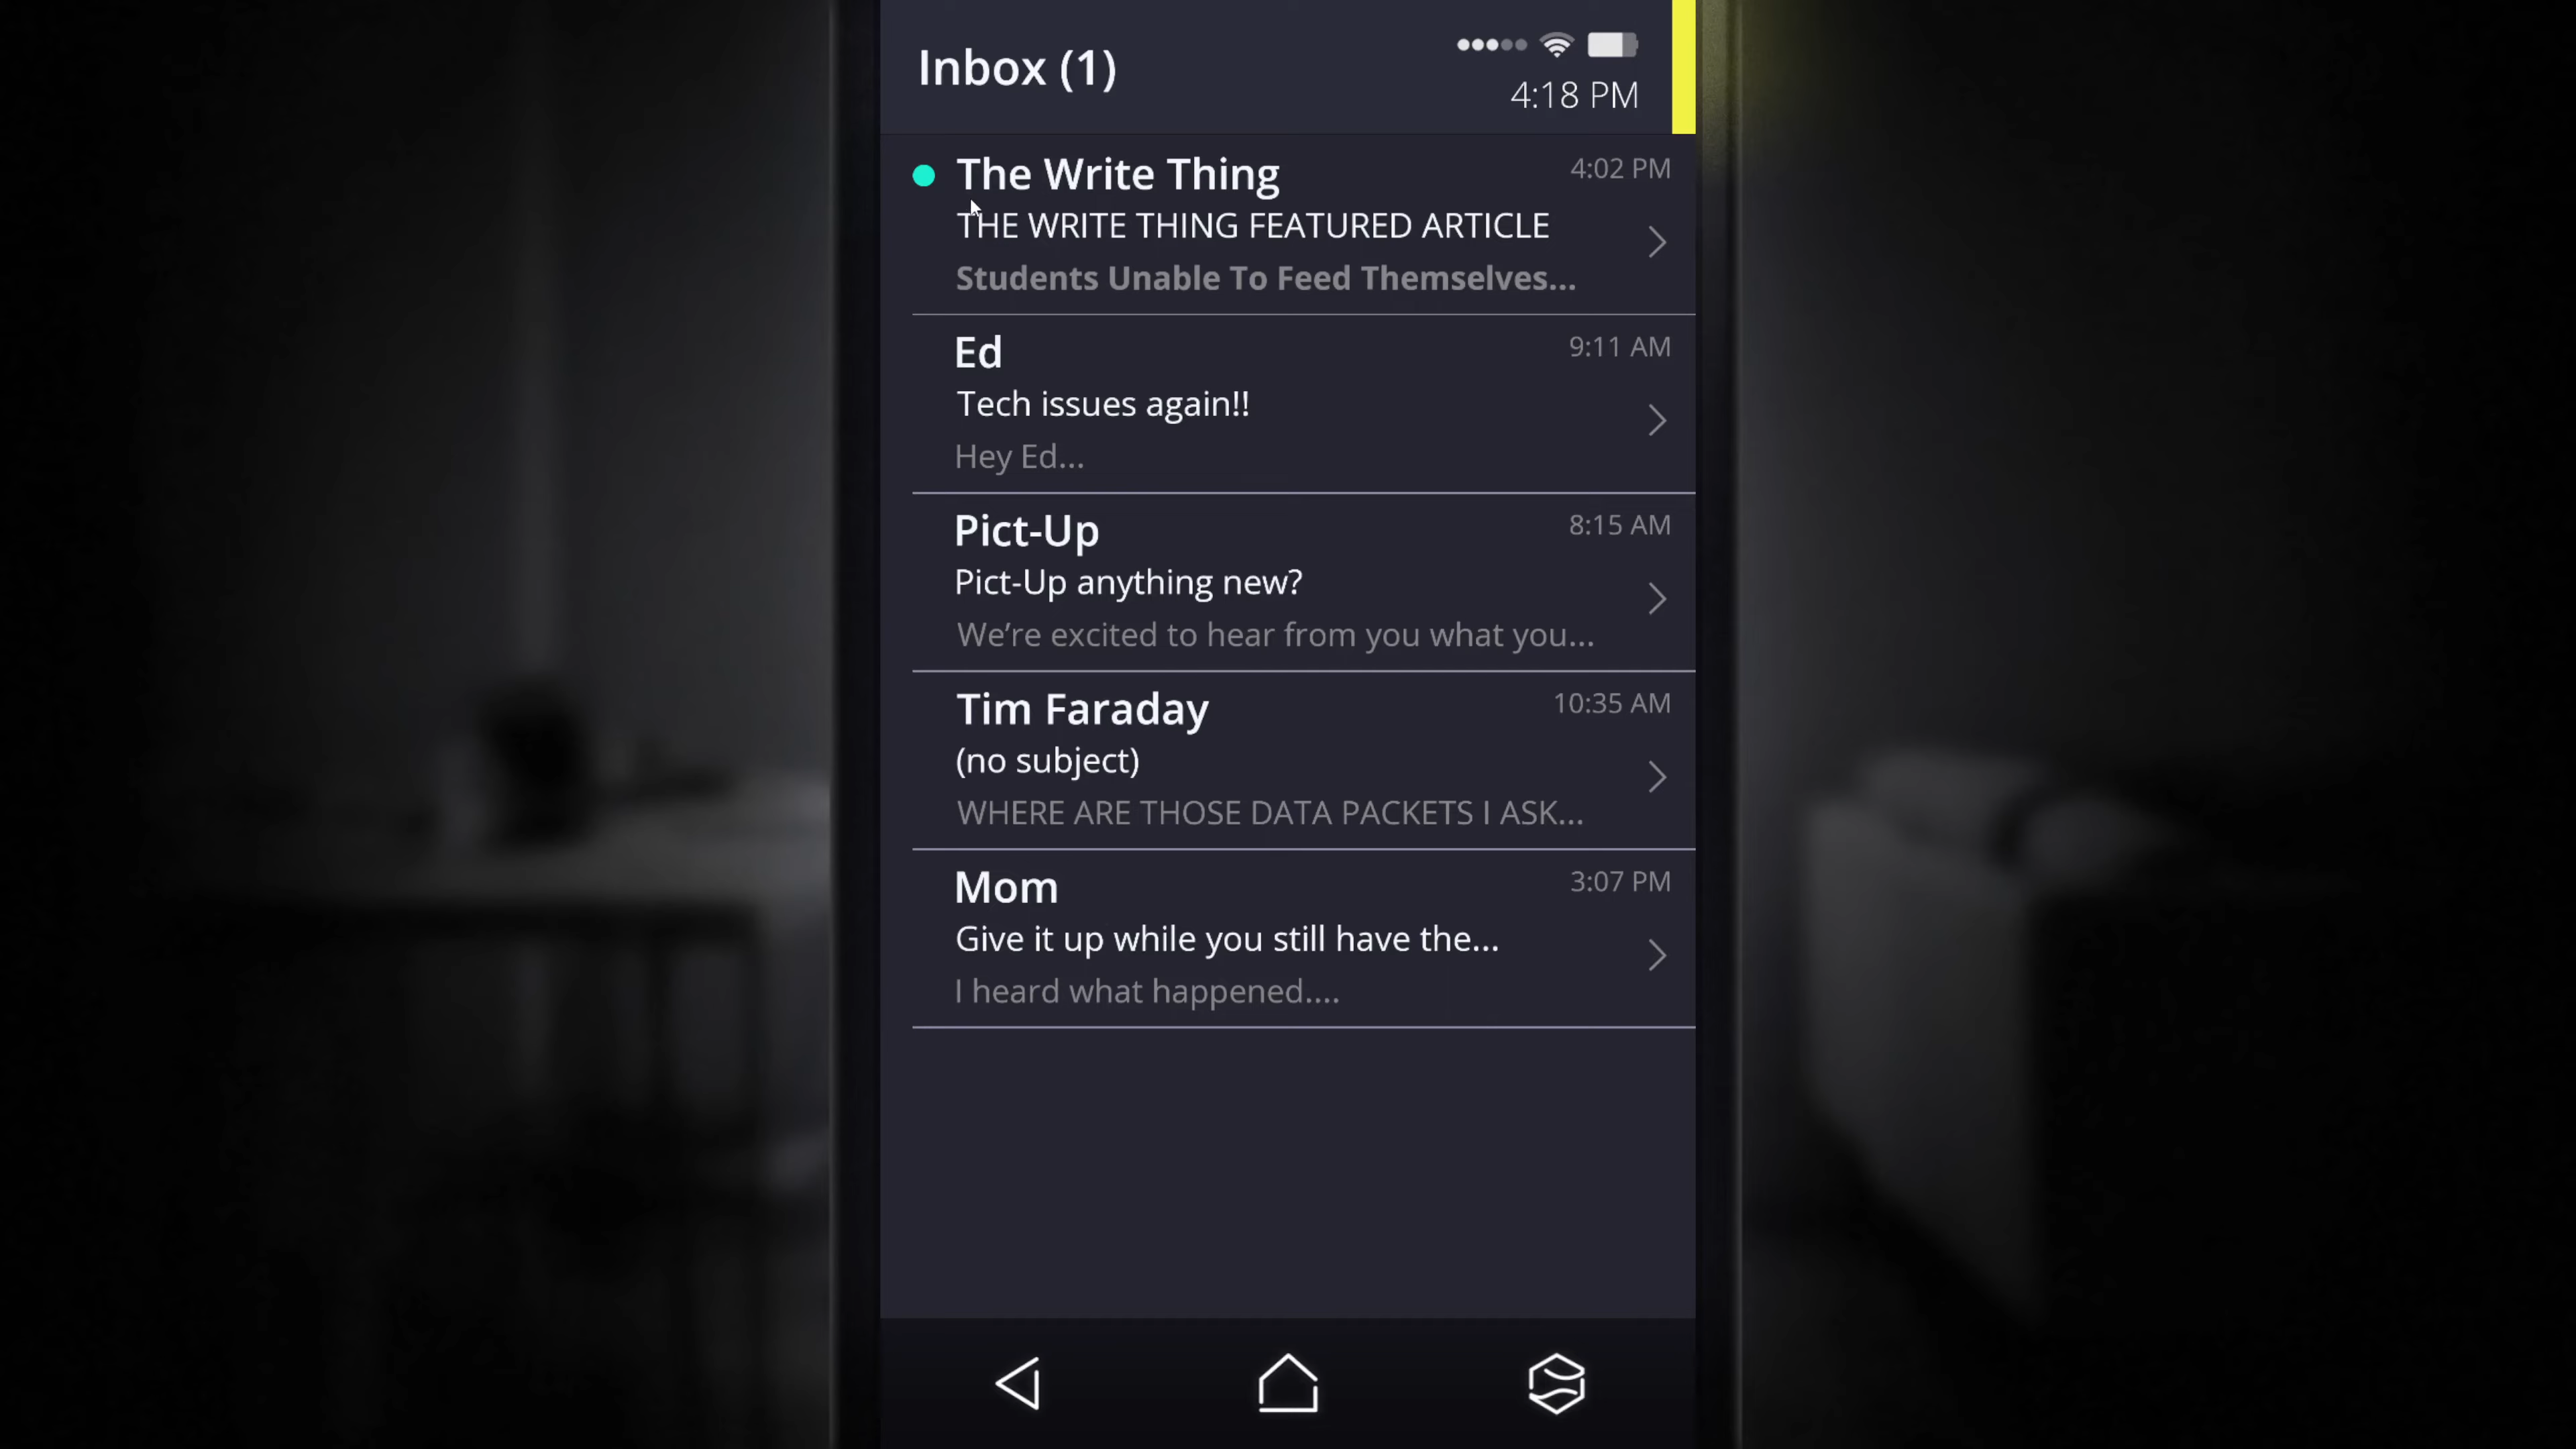 Inbox (1)
4:18 PM
The Write Thing
4:02 PM
THE WRITE THING FEATURED ARTICLE
Students Unable To Feed Themselves...
Ed
9:11 AM
Tech issues again!!
Hey Ed...
Pict-Up
8:15 AM
Pict-Up anything new?
We’re excited to hear from you what you...
Tim Faraday
10:35 AM
(no subject)
WHERE ARE THOSE DATA PACKETS I ASK...
Mom
3:07 PM
Give it up while you still have the...
I heard what happened....